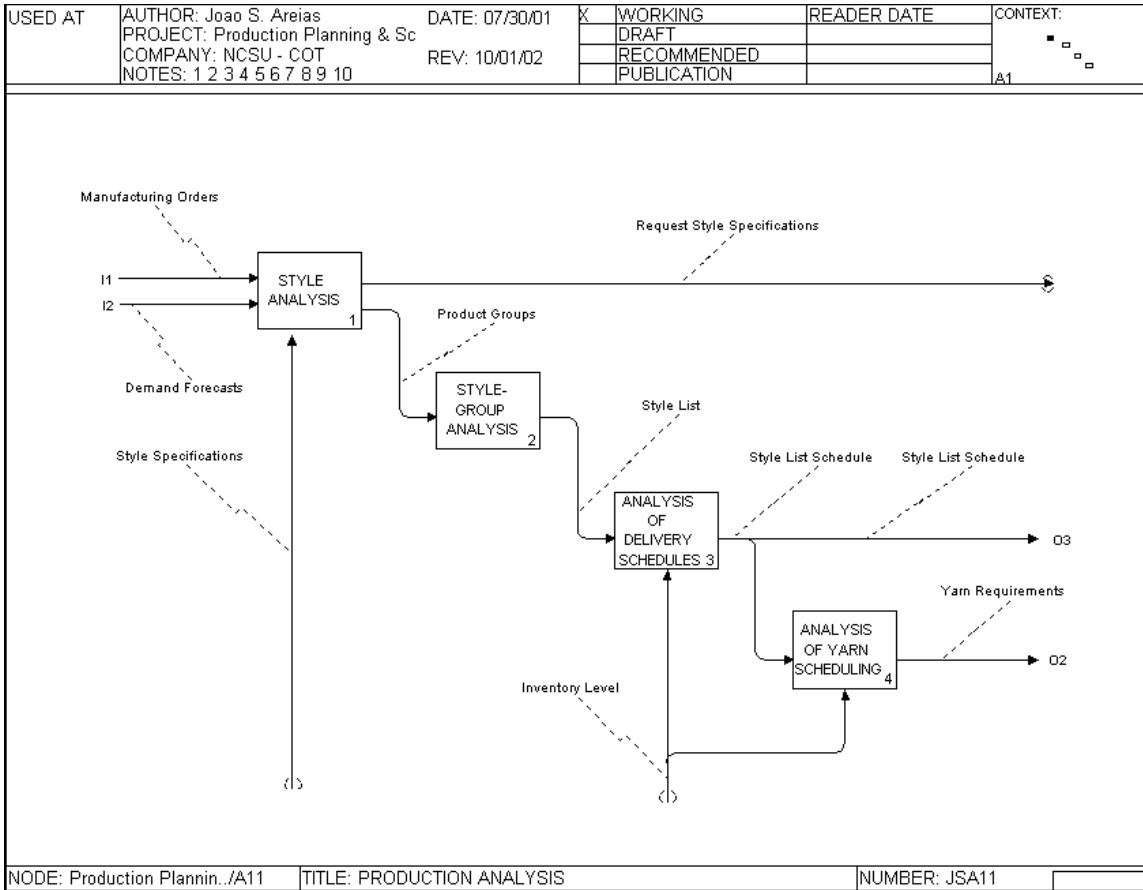 USED AT
AUTHOR: Joao S. Areias
DATE: 07/30/01
PROJECT: Production Planning & Sc
COMPANY: NCSU - COT
REV: 10/01/02
NOTES: 1 2 3 4 5 6 7 8 9 10
X WORKING
DRAFT
RECOMMENDED
PUBLICATION
READER DATE
CONTEXT:
A1
Manufacturing Orders
Request Style Specifications
I1
I2
STYLE
ANALYSIS
1
Product Groups
Demand Forecasts
STYLE-
GROUP
ANALYSIS
2
Style List
Style Specifications
Style List Schedule
Style List Schedule
ANALYSIS
OF
DELIVERY
SCHEDULES 3
O3
Yarn Requirements
ANALYSIS
OF YARN
SCHEDULING
4
O2
Inventory Level
NODE: Production Plannin../A11
TITLE: PRODUCTION ANALYSIS
NUMBER: JSA11